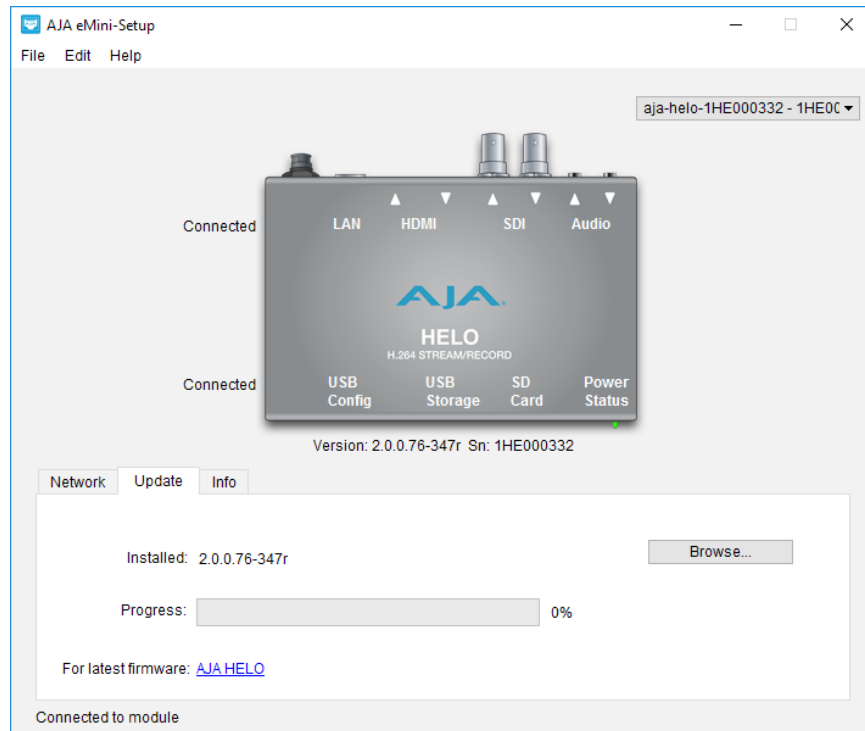 AJA eMini-Setup
File Edit Help
aja-helo-1HE000332 - 1HE0
Connected LAN HDMI SDI Audio
AJA
HELO
H.264 STREAM/RECORD
Connected
USB Config
USB Storage
SD Card
Power Status
Version: 2.0.0.76-347r Sn: 1HE000332
Network Update Info
Installed: 2.0.0.76-347r Browse...
Progress: 0%
For latest firmware: AJA HELO
Connected to module